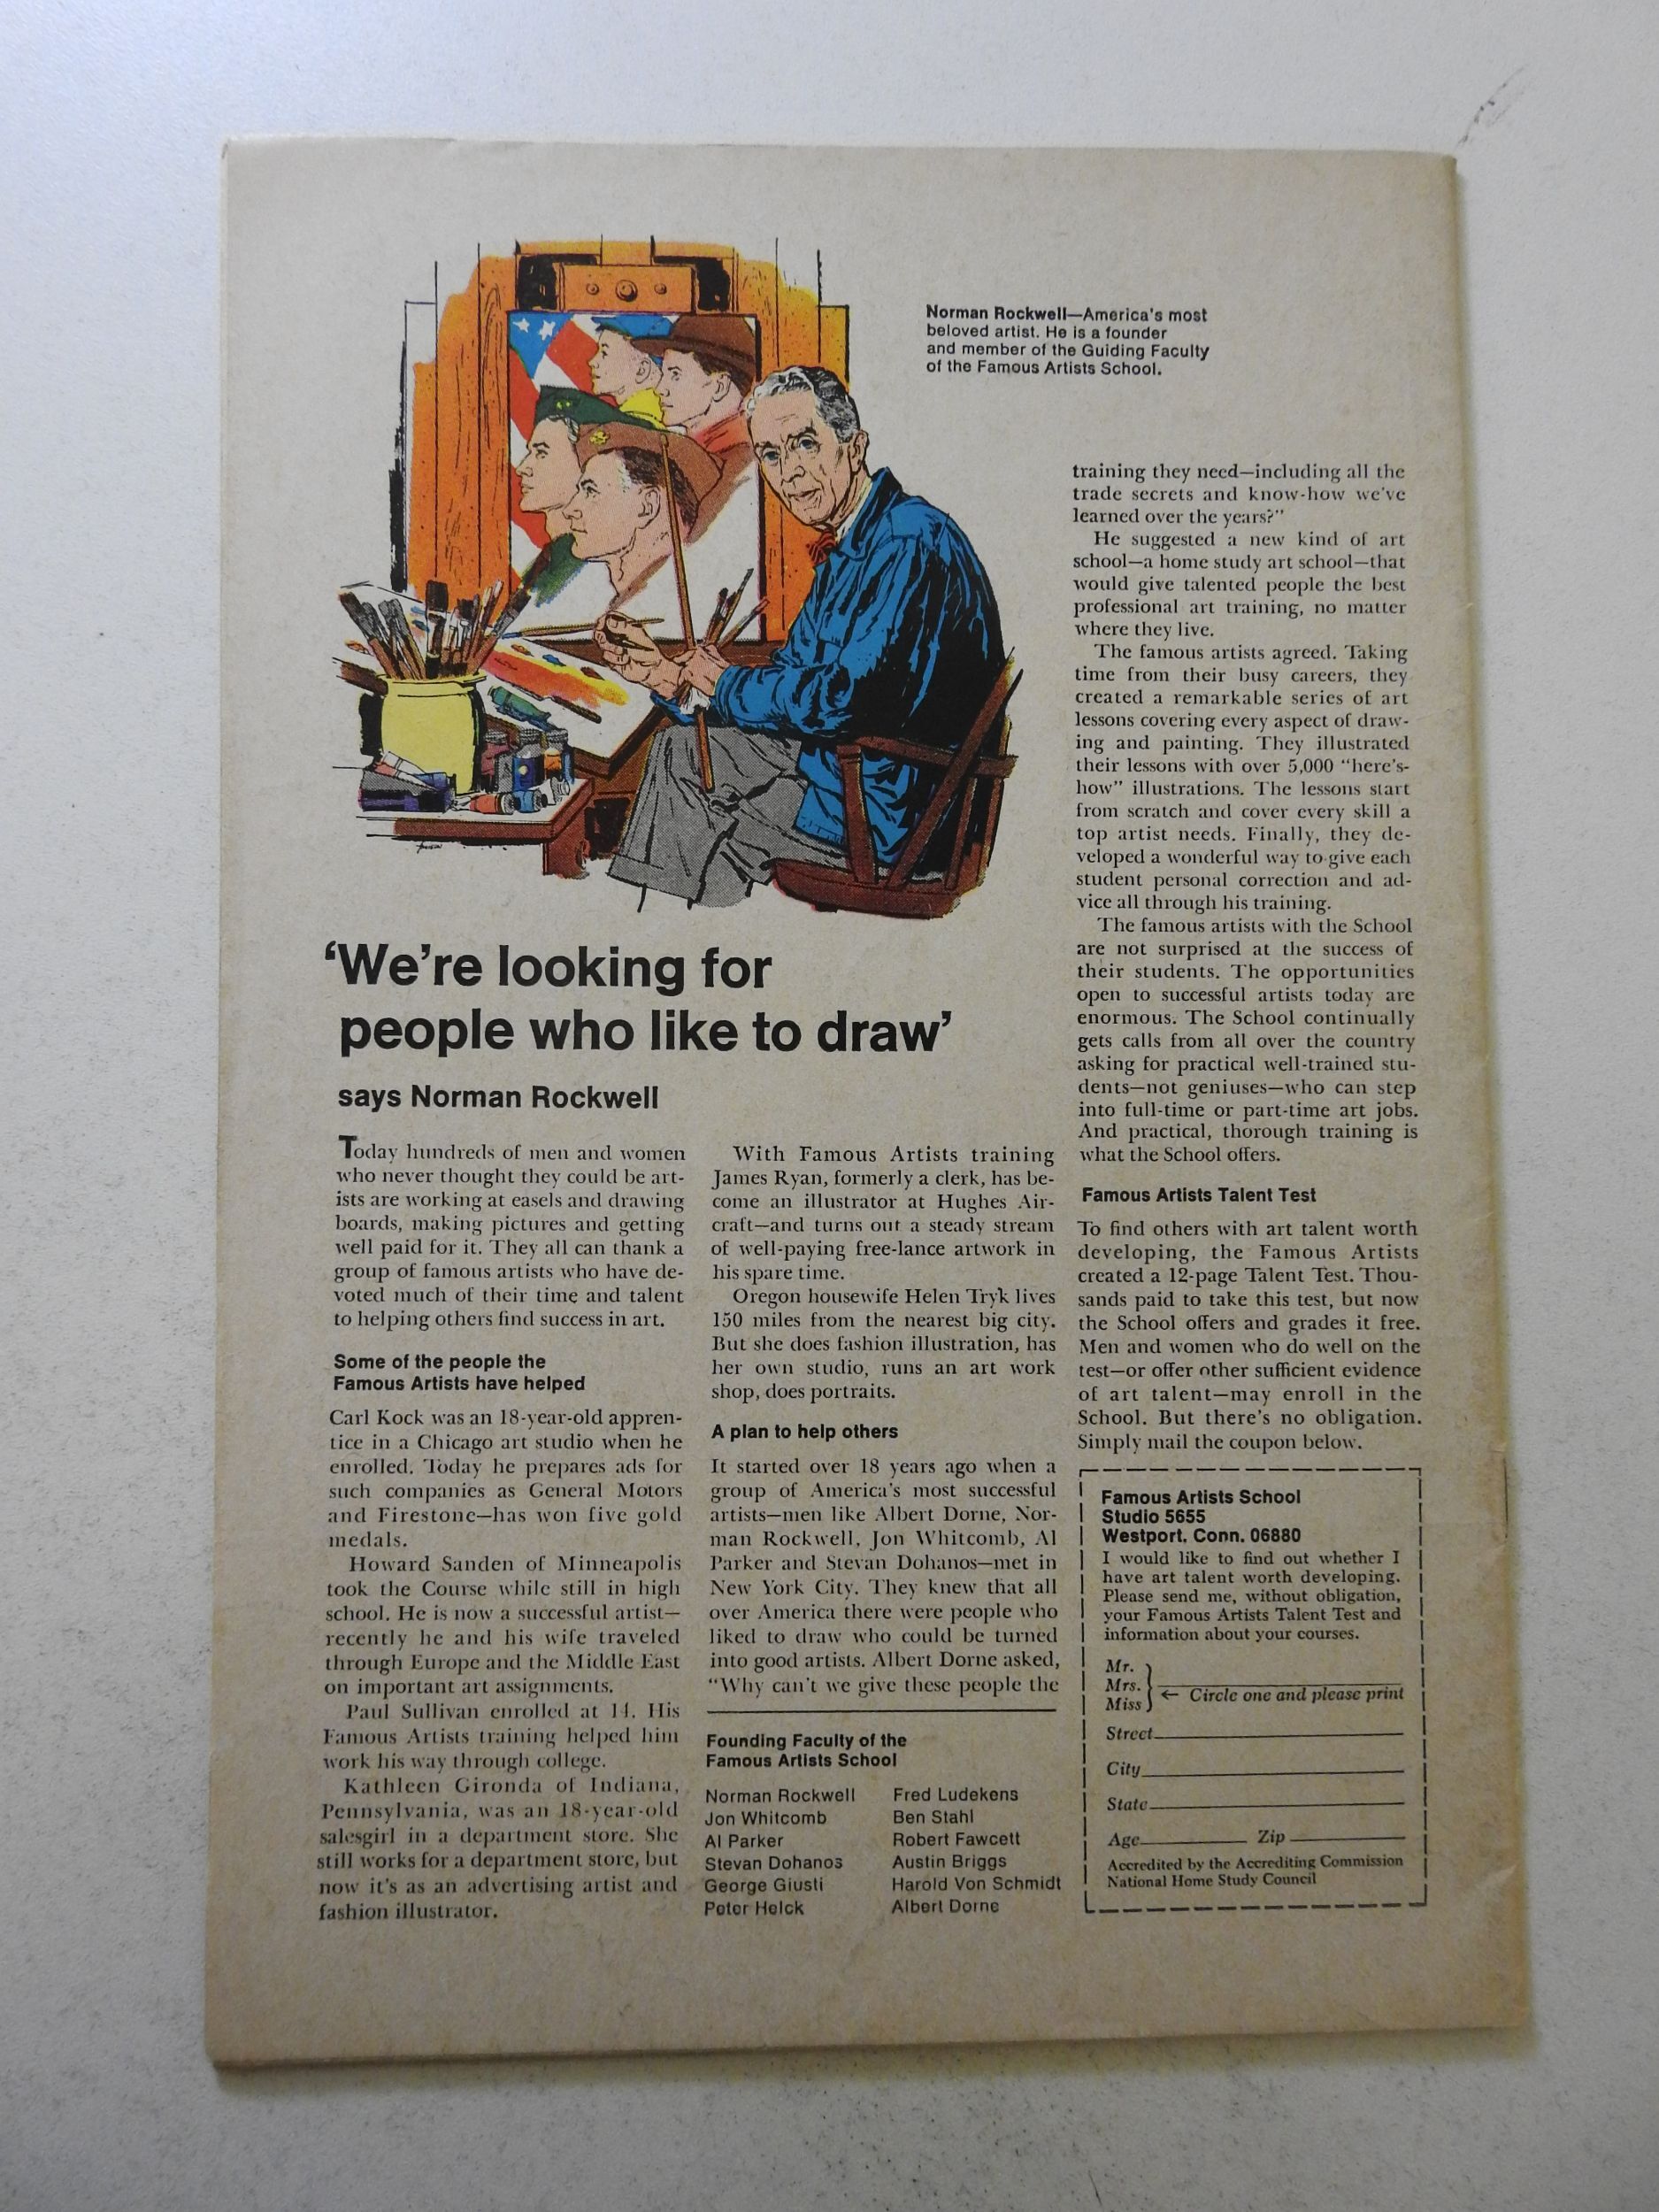 Norman Rockwell—America's most
beloved artist. He is a founder
and member of the Guiding Faculty
of the Famous Artists School.
'We're looking for
people who like to draw'
says Norman Rockwell
Today hundreds of men and women
who never thought they could be art-
ists are working at easels and drawing
boards, making pictures and getting
well paid for it. They all can thank a
group of famous artists who have de-
voted much of their time and talent
to helping others find success in art.
Some of the people the
Famous Artists have helped
Carl Kock was an 18-year-old appren-
tice in a Chicago art studio when he
enrolled. Today he prepares ads for
such companies as General Motors
and Firestone—has won five gold
medals.
Howard Sanden of Minneapolis
took the Course while still in high
school. He is now a successful artist—
recently he and his wife traveled
through Europe and the Middle East
on important art assignments.
Paul Sullivan enrolled at 14. His
Famous Artists training helped him
work his way through college.
Kathleen Gironda of Indiana,
Pennsylvania, was an 18-year-old
salesgirl in a department store. She
still works for a department store, but
now it's as an advertising artist and
fashion illustrator.
With Famous Artists training
James Ryan, formerly a clerk, has be-
come an illustrator at Hughes Air-
craft—and turns out a steady stream
of well-paying free-lance artwork in
his spare time.
Oregon housewife Helen Tryk lives
150 miles from the nearest big city.
But she does fashion illustration, has
her own studio, runs an art work
shop, does portraits.
A plan to help others
It started over 18 years ago when a
group of America's most successful
artists—men like Albert Dorne, Nor-
man Rockwell, Jon Whitcomb, Al
Parker and Stevan Dohanos—met in
New York City. They knew that all
over America there were people who
liked to draw who could be turned
into good artists. Albert Dorne asked,
"Why can't we give these people the
Founding Faculty of the
Famous Artists School
Norman Rockwell
Jon Whitcomb
Al Parker
Stevan Dohanos
George Giusti
Peter Helck
Fred Ludekens
Ben Stahl
Robert Fawcett
Austin Briggs
Harold Von Schmidt
Albert Dorne
training they need—including all the
trade secrets and know-how we've
learned over the years?"
He suggested a new kind of art
school—a home study art school—that
would give talented people the best
professional art training, no matter
where they live.
The famous artists agreed. Taking
time from their busy careers, they
created a remarkable series of art
lessons covering every aspect of draw-
ing and painting. They illustrated
their lessons with over 5,000 "here's-
how" illustrations. The lessons start
from scratch and cover every skill a
top artist needs. Finally, they de-
veloped a wonderful way to give each
student personal correction and ad-
vice all through his training.
The famous artists with the School
are not surprised at the success of
their students. The opportunities
open to successful artists today are
enormous. The School continually
gets calls from all over the country
asking for practical well-trained stu-
dents—not geniuses—who can step
into full-time or part-time art jobs.
And practical, thorough training is
what the School offers.
Famous Artists Talent Test
To find others with art talent worth
developing, the Famous Artists
created a 12-page Talent Test. Thou-
sands paid to take this test, but now
the School offers and grades it free.
Men and women who do well on the
test—or offer other sufficient evidence
of art talent—may enroll in the
School. But there's no obligation.
Simply mail the coupon below.
Famous Artists School
Studio 5655
Westport, Conn. 06880
I would like to find out whether I
have art talent worth developing.
Please send me, without obligation,
your Famous Artists Talent Test and
information about your courses.
Mr.
Mrs.
Miss
← Circle one and please print
Street
City
State
Age Zip
Accredited by the Accrediting Commission
National Home Study Council